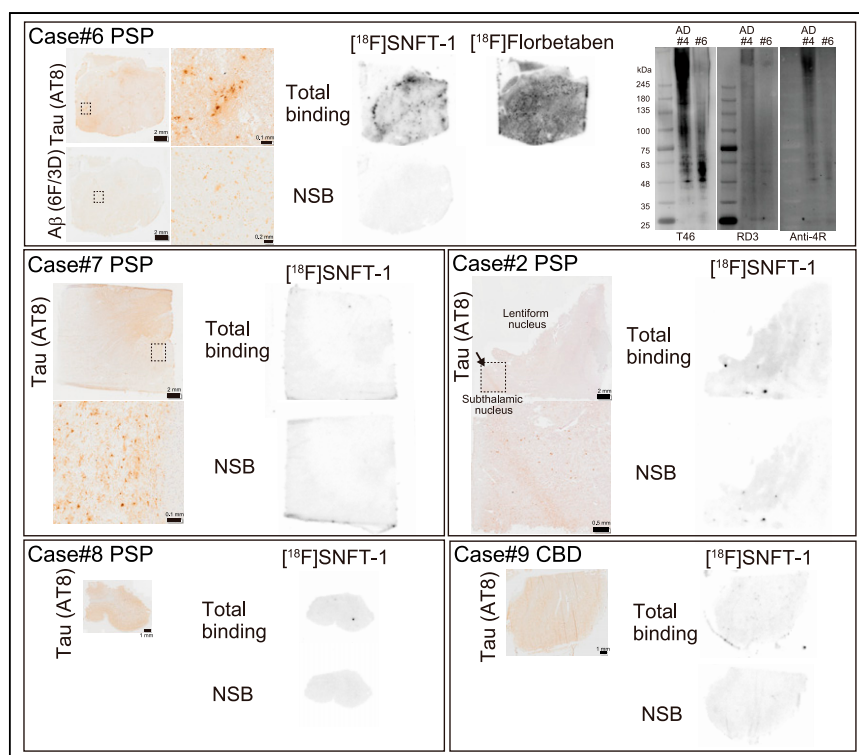 Case#6 PSP
[¹⁸F]SNFT-1
[¹⁸F]Florbetaben
AD
#4
#6
AD
#4
#6
AD
#4
#6
kDa
245
180
135
100
75
63
48
35
25
T46
RD3
Anti-4R
Tau (AT8)
2 mm
0.1 mm
Total
binding
Aβ (6F/3D)
2 mm
0.2 mm
NSB
Case#7 PSP
[¹⁸F]SNFT-1
Tau (AT8)
2 mm
0.1 mm
Total
binding
NSB
Case#2 PSP
[¹⁸F]SNFT-1
Tau (AT8)
Lentiform
nucleus
Subthalamic
nucleus
2 mm
0.5 mm
Total
binding
NSB
Case#8 PSP
[¹⁸F]SNFT-1
Tau (AT8)
1 mm
Total
binding
NSB
Case#9 CBD
[¹⁸F]SNFT-1
Tau (AT8)
1 mm
Total
binding
NSB